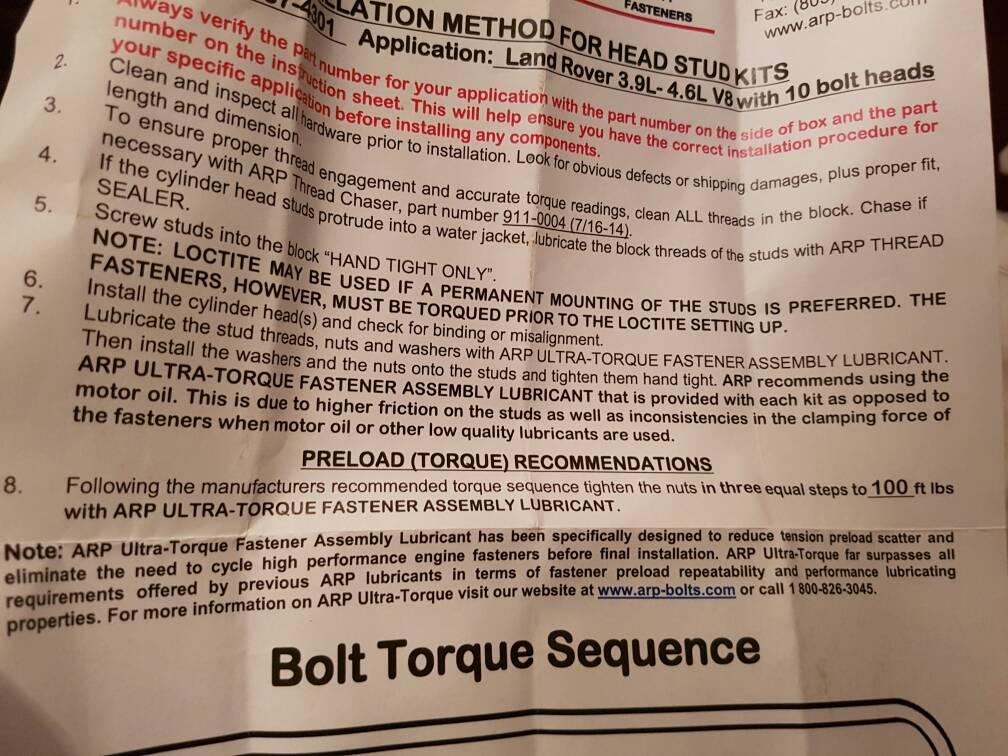 FASTENERS
Fax: (805)
www.arp-bolts.com
LLATION METHOD FOR HEAD STUD KITS
7-4301 Application: Land Rover 3.9L- 4.6L V8 with 10 bolt heads
1. Always verify the part number for your application with the part number on the side of box and the part
number on the instruction sheet. This will help ensure you have the correct installation procedure for
your specific application before installing any components.
2. Clean and inspect all hardware prior to installation. Look for obvious defects or shipping damages, plus proper fit,
length and dimension.
3. To ensure proper thread engagement and accurate torque readings, clean ALL threads in the block. Chase if
necessary with ARP Thread Chaser, part number 911-0004 (7/16-14).
4. If the cylinder head studs protrude into a water jacket, lubricate the block threads of the studs with ARP THREAD
SEALER.
5. Screw studs into the block “HAND TIGHT ONLY”.
NOTE: LOCTITE MAY BE USED IF A PERMANENT MOUNTING OF THE STUDS IS PREFERRED. THE
FASTENERS, HOWEVER, MUST BE TORQUED PRIOR TO THE LOCTITE SETTING UP.
6. Install the cylinder head(s) and check for binding or misalignment.
7. Lubricate the stud threads, nuts and washers with ARP ULTRA-TORQUE FASTENER ASSEMBLY LUBRICANT.
Then install the washers and the nuts onto the studs and tighten them hand tight. ARP recommends using the
ARP ULTRA-TORQUE FASTENER ASSEMBLY LUBRICANT that is provided with each kit as opposed to
motor oil. This is due to higher friction on the studs as well as inconsistencies in the clamping force of
the fasteners when motor oil or other low quality lubricants are used.
PRELOAD (TORQUE) RECOMMENDATIONS
8. Following the manufacturers recommended torque sequence tighten the nuts in three equal steps to 100 ft lbs
with ARP ULTRA-TORQUE FASTENER ASSEMBLY LUBRICANT.
Note: ARP Ultra-Torque Fastener Assembly Lubricant has been specifically designed to reduce tension preload scatter and
eliminate the need to cycle high performance engine fasteners before final installation. ARP Ultra-Torque far surpasses all
requirements offered by previous ARP lubricants in terms of fastener preload repeatability and performance lubricating
properties. For more information on ARP Ultra-Torque visit our website at www.arp-bolts.com or call 1 800-826-3045.
Bolt Torque Sequence